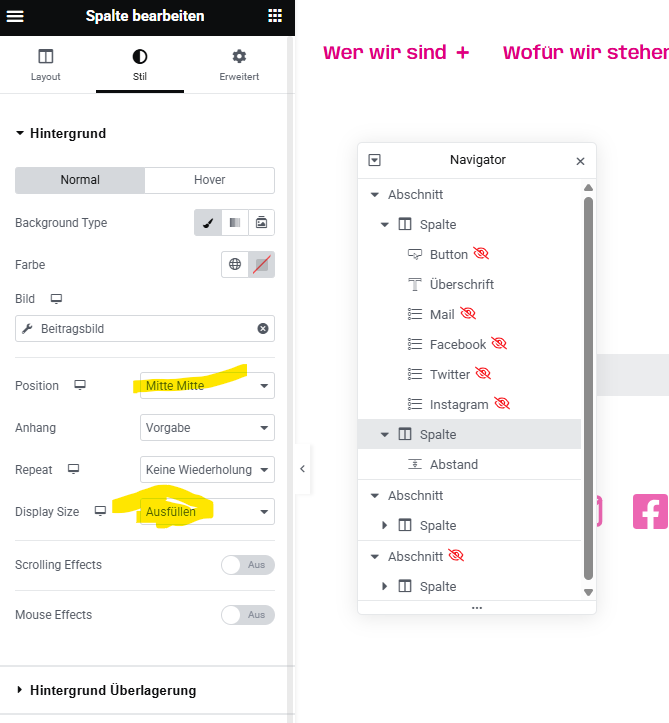 Spalte bearbeiten
Layout
Stil
Erweitert
Hintergrund
Normal
Hover
Background Type
Farbe
Bild
Beitragsbild
Position
Mitte Mitte
Anhang
Vorgabe
Repeat
Keine Wiederholung
Display Size
Ausfüllen
Scrolling Effects
Aus
Mouse Effects
Aus
Hintergrund Überlagerung
Wer wir sind +
Wofür wir stehen
Navigator
Abschnitt
Spalte
Button
Überschrift
Mail
Facebook
Twitter
Instagram
Spalte
Abstand
Abschnitt
Spalte
Abschnitt
Spalte